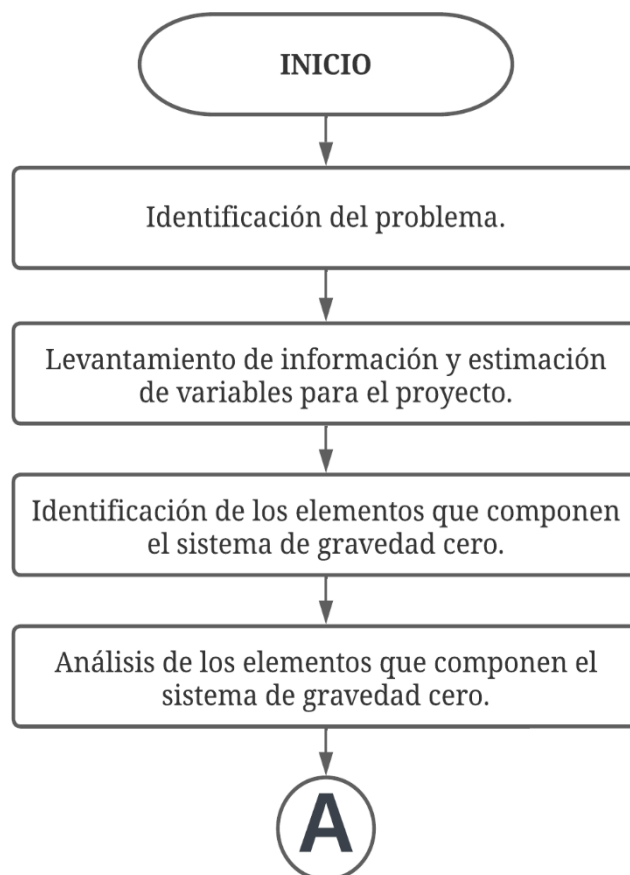 INICIO
Identificación del problema.
Levantamiento de información y estimación
de variables para el proyecto.
Identificación de los elementos que componen
el sistema de gravedad cero.
Análisis de los elementos que componen el
sistema de gravedad cero.
A